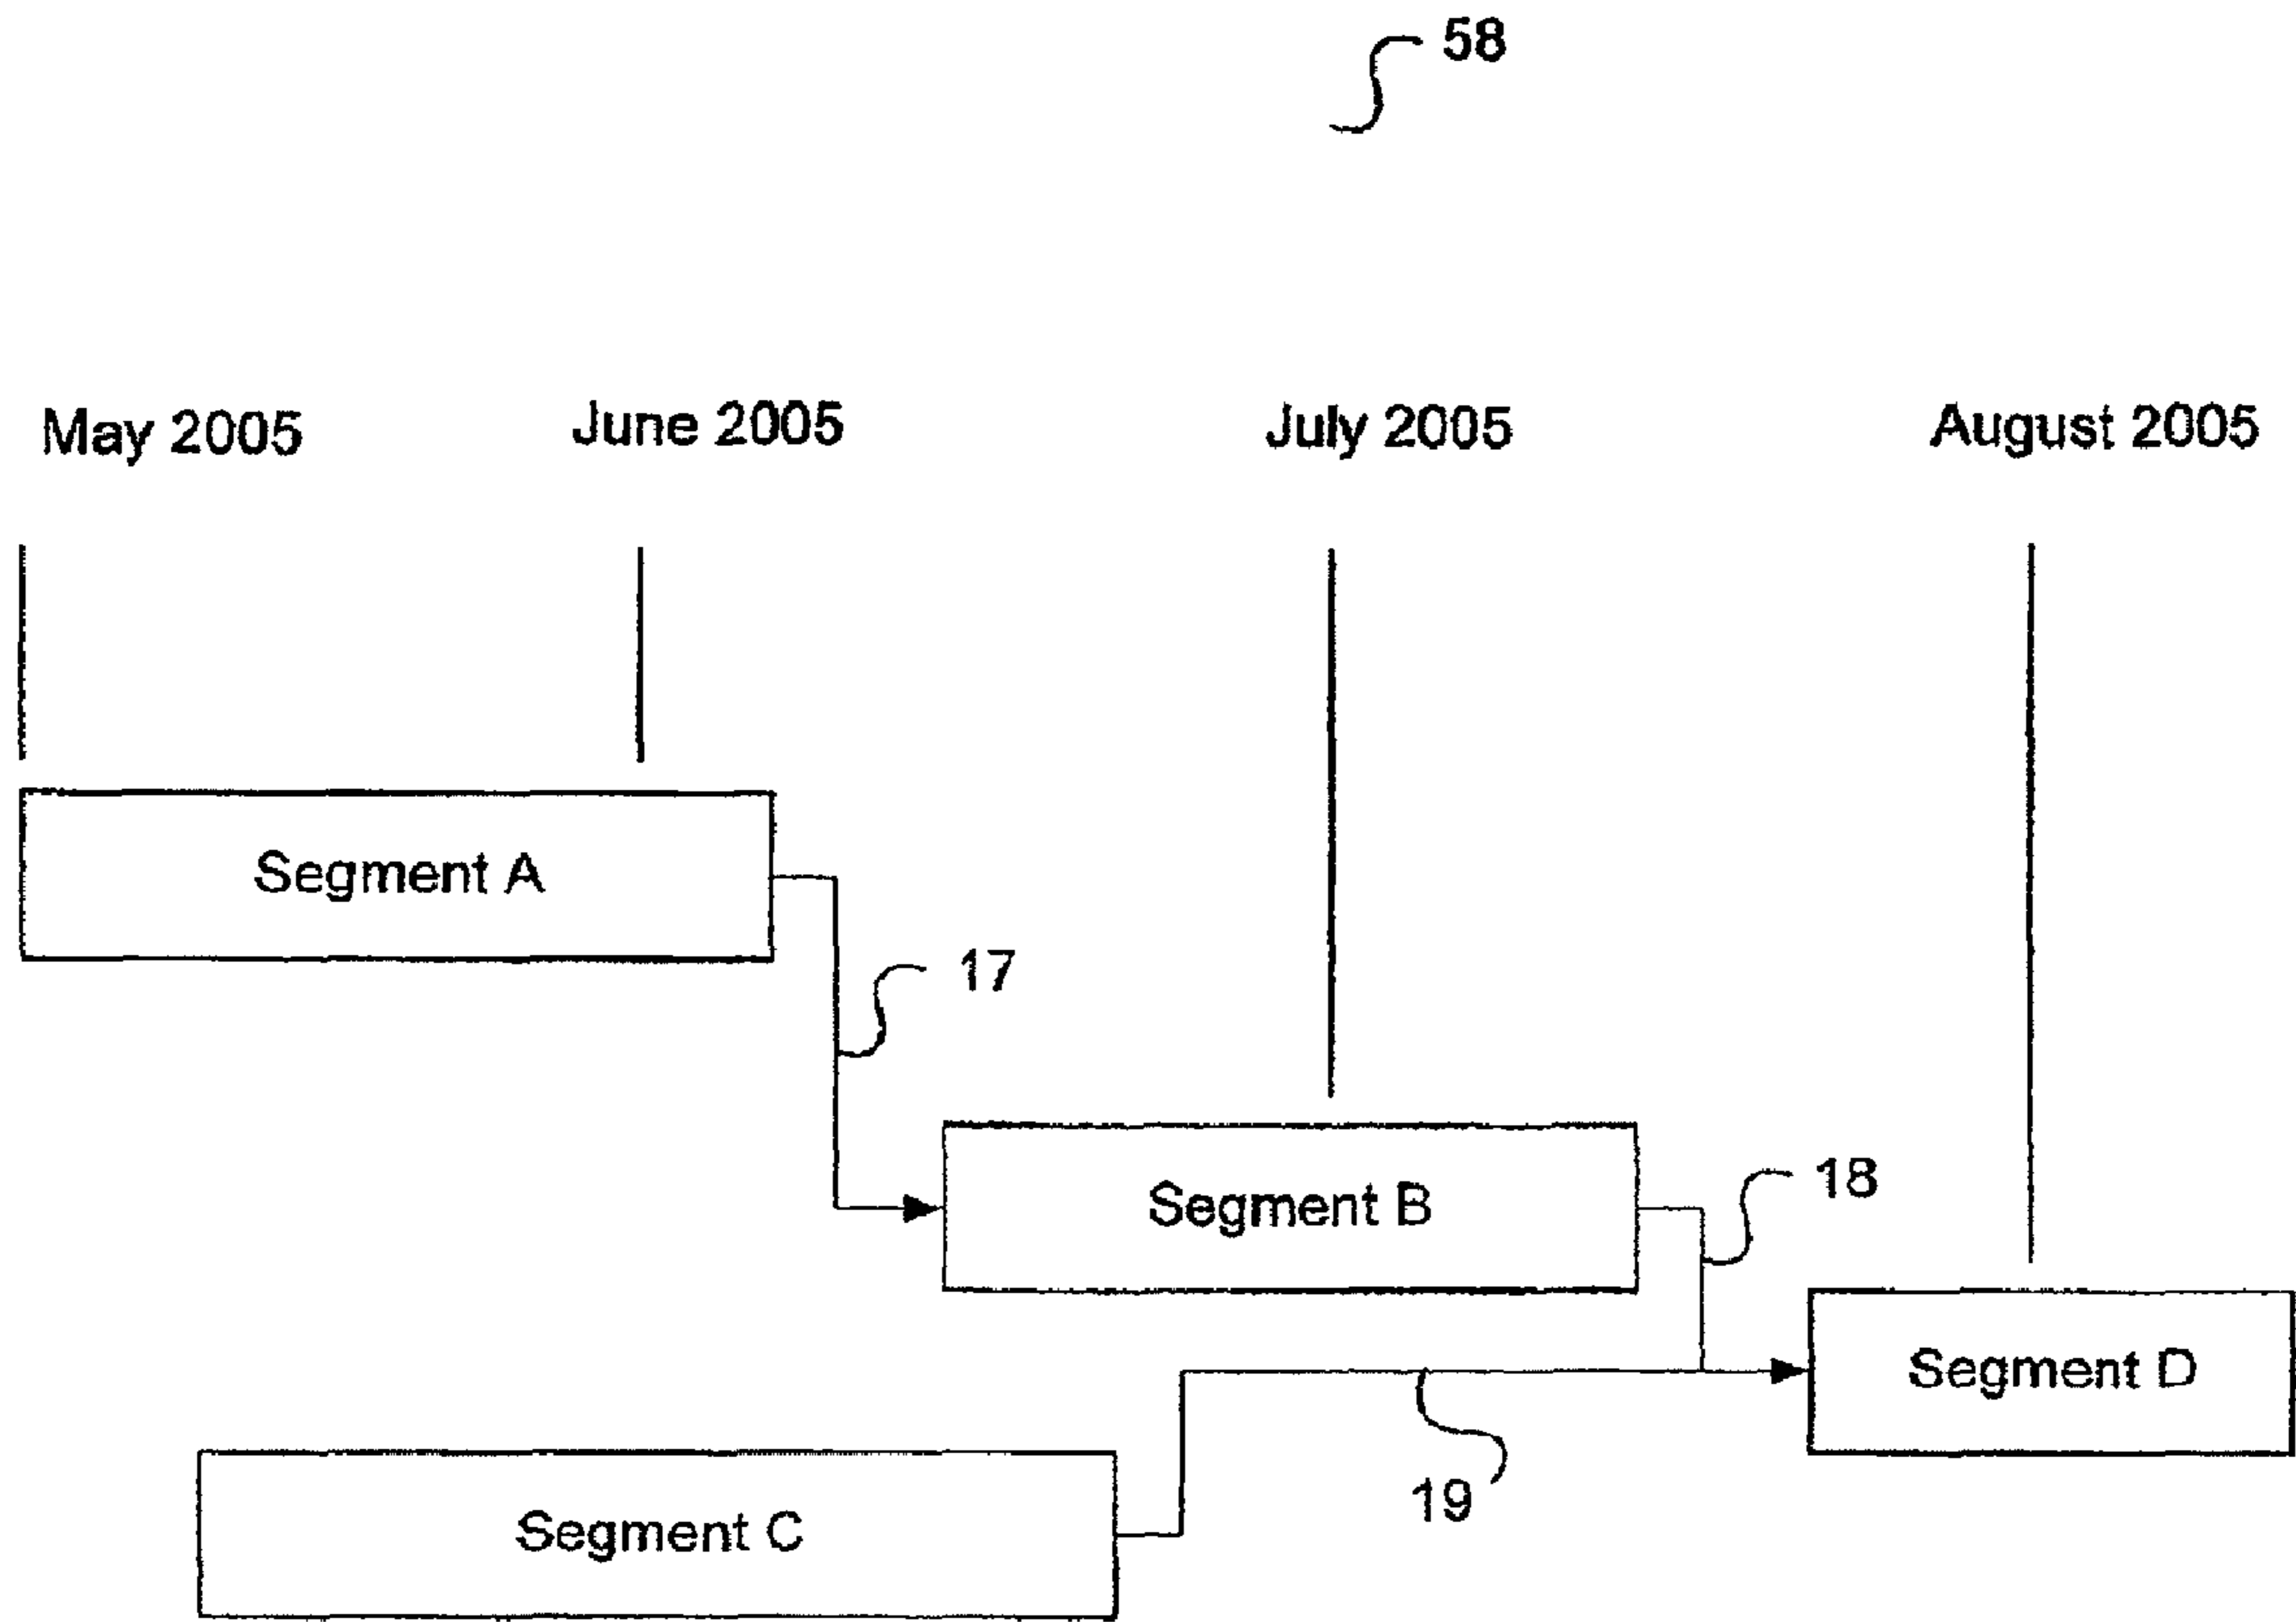 58
May 2005 June 2005 July 2005 August 2005
Segment A
17
Segment B
18
Segment D
19
Segment C